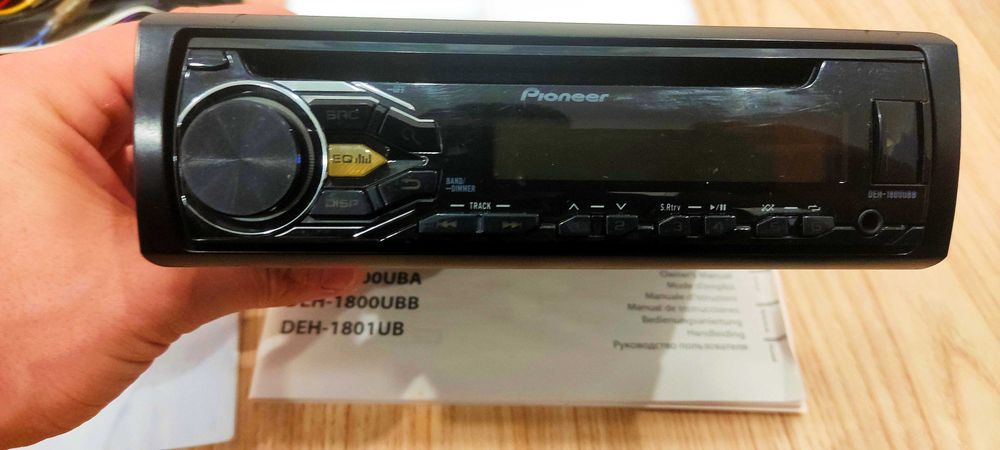 Pioneer
SRC
EQ
DISP
BAND/
DIMMER
TRACK
S.Rtrv
DEH-1800UBB
1
2
3
4
5
6
00UBA
DEH-1800UBB
DEH-1801UB
Owner's Manual
Mode d'emploi
Manuale d'istruzioni
Manual de instrucciones
Bedienungsanleitung
Handleiding
Руководство пользователя